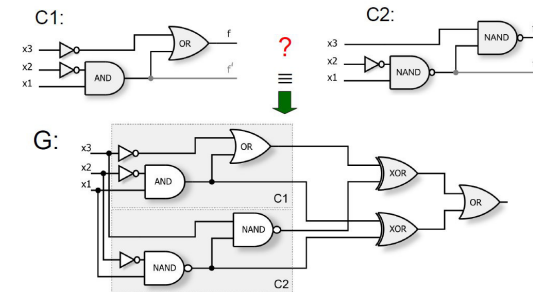 C1:
x3
x2
x1
OR
AND
f
f'
?
≡
C2:
x3
x2
x1
NAND
NAND
G:
x3
x2
x1
OR
AND
C1
NAND
NAND
C2
XOR
XOR
OR